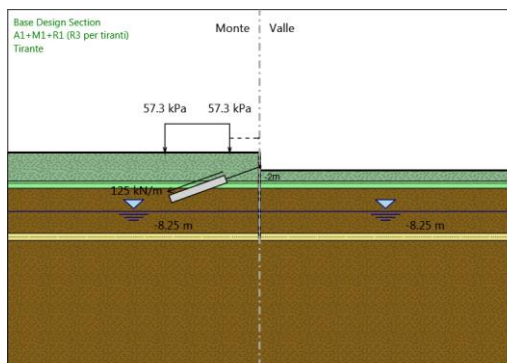 Base Design Section
A1+M1+R1 (R3 per tiranti)
Tirante
Monte
Valle
57.3 kPa
57.3 kPa
-2m
125 kN/m
-8.25 m
-8.25 m